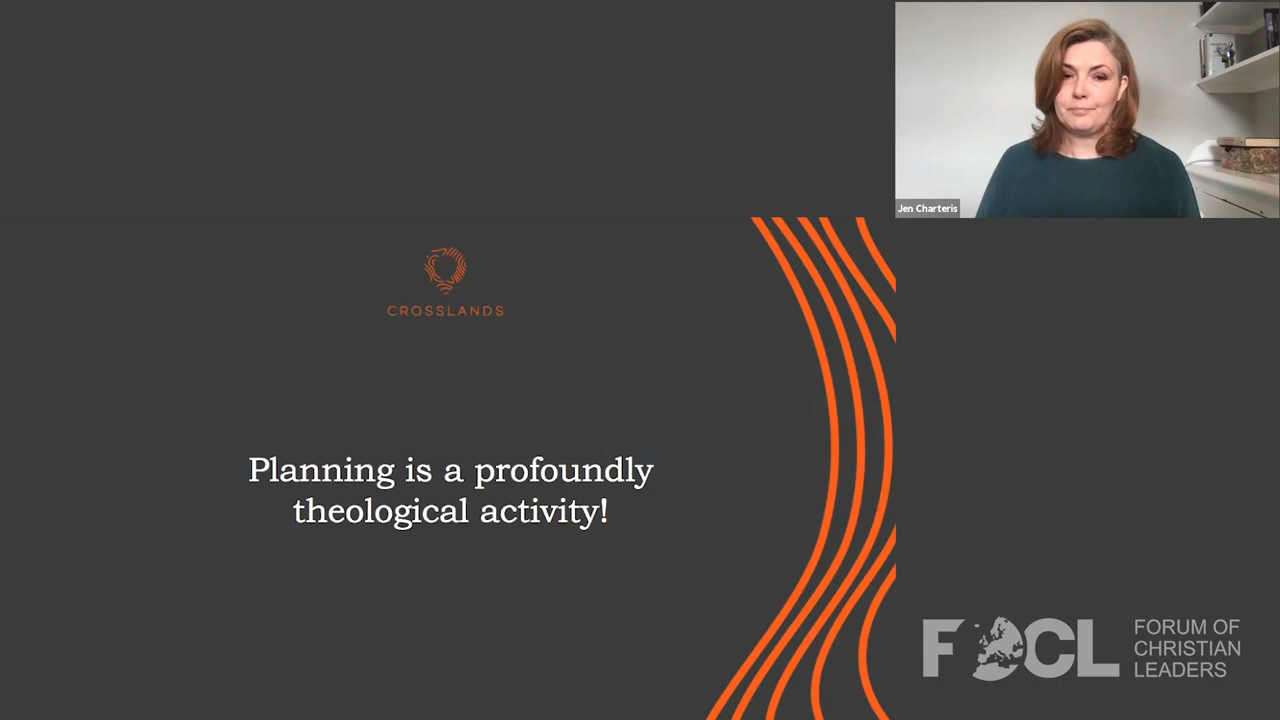 Jen Charteris
CROSSLANDS
Planning is a profoundly
theological activity!
FOCL
FORUM OF
CHRISTIAN
LEADERS